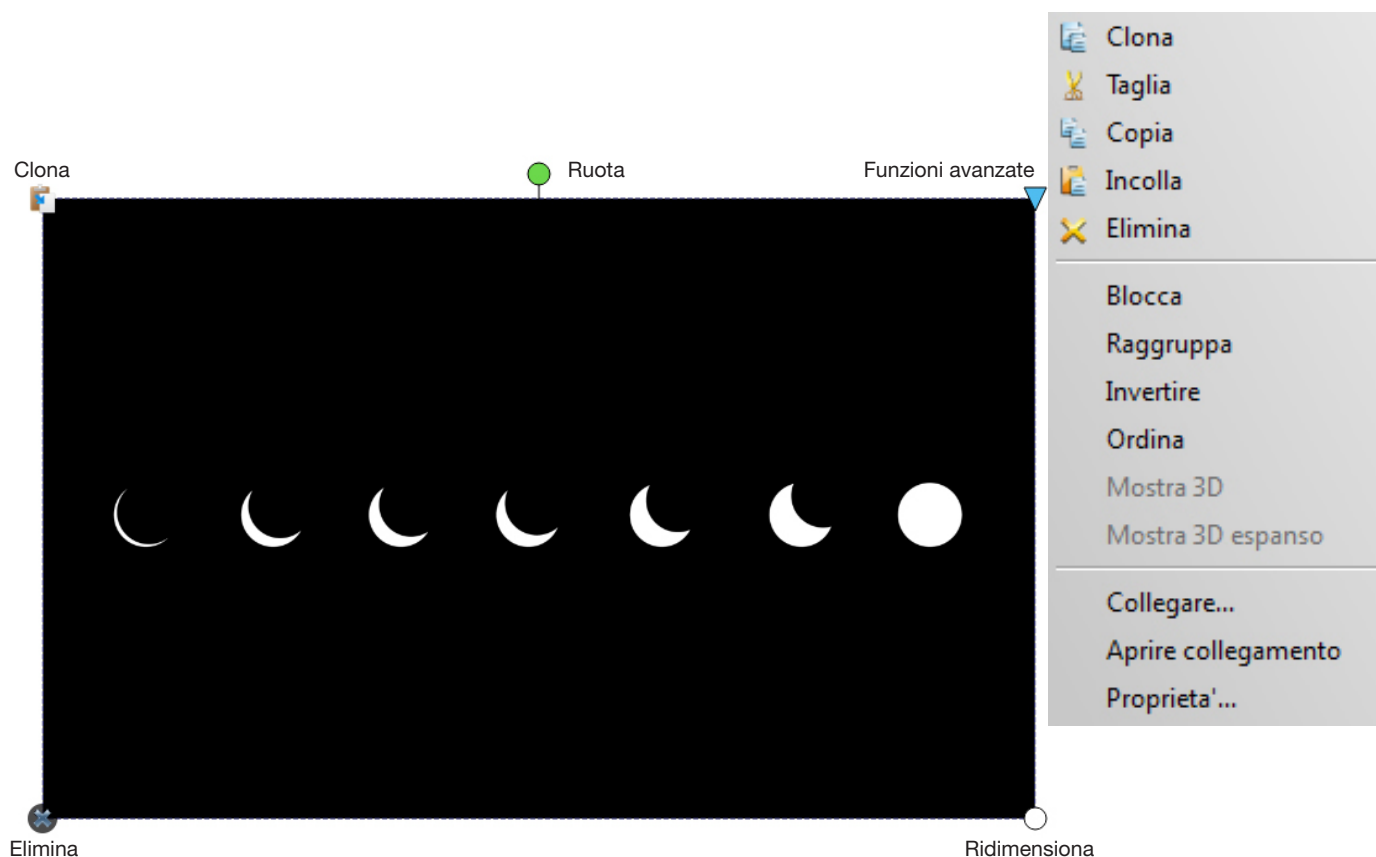 Clona
Ruota
Funzioni avanzate
Elimina
Ridimensiona
Clona
Taglia
Copia
Incolla
Elimina
Blocca
Raggruppa
Invertire
Ordina
Mostra 3D
Mostra 3D espanso
Collegare...
Aprire collegamento
Proprieta'...